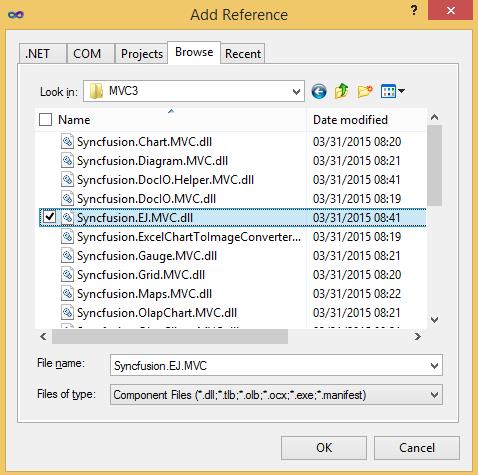 Add Reference
.NET COM Projects Browse Recent
Look in: MVC3
Name Date modified
Syncfusion.Chart.MVC.dll 03/31/2015 08:20
Syncfusion.Diagram.MVC.dll 03/31/2015 08:21
Syncfusion.DocIO.Helper.MVC.dll 03/31/2015 08:41
Syncfusion.DocIO.MVC.dll 03/31/2015 08:19
Syncfusion.EJ.MVC.dll 03/31/2015 08:41
Syncfusion.ExcelChartToImageConverter... 03/31/2015 08:19
Syncfusion.Gauge.MVC.dll 03/31/2015 08:21
Syncfusion.Grid.MVC.dll 03/31/2015 08:20
Syncfusion.Maps.MVC.dll 03/31/2015 08:22
Syncfusion.OlapChart.MVC.dll 03/31/2015 08:21
File name: Syncfusion.EJ.MVC
Files of type: Component Files (*.dll;*.tlb;*.olb;*.ocx;*.exe;*.manifest)
OK Cancel